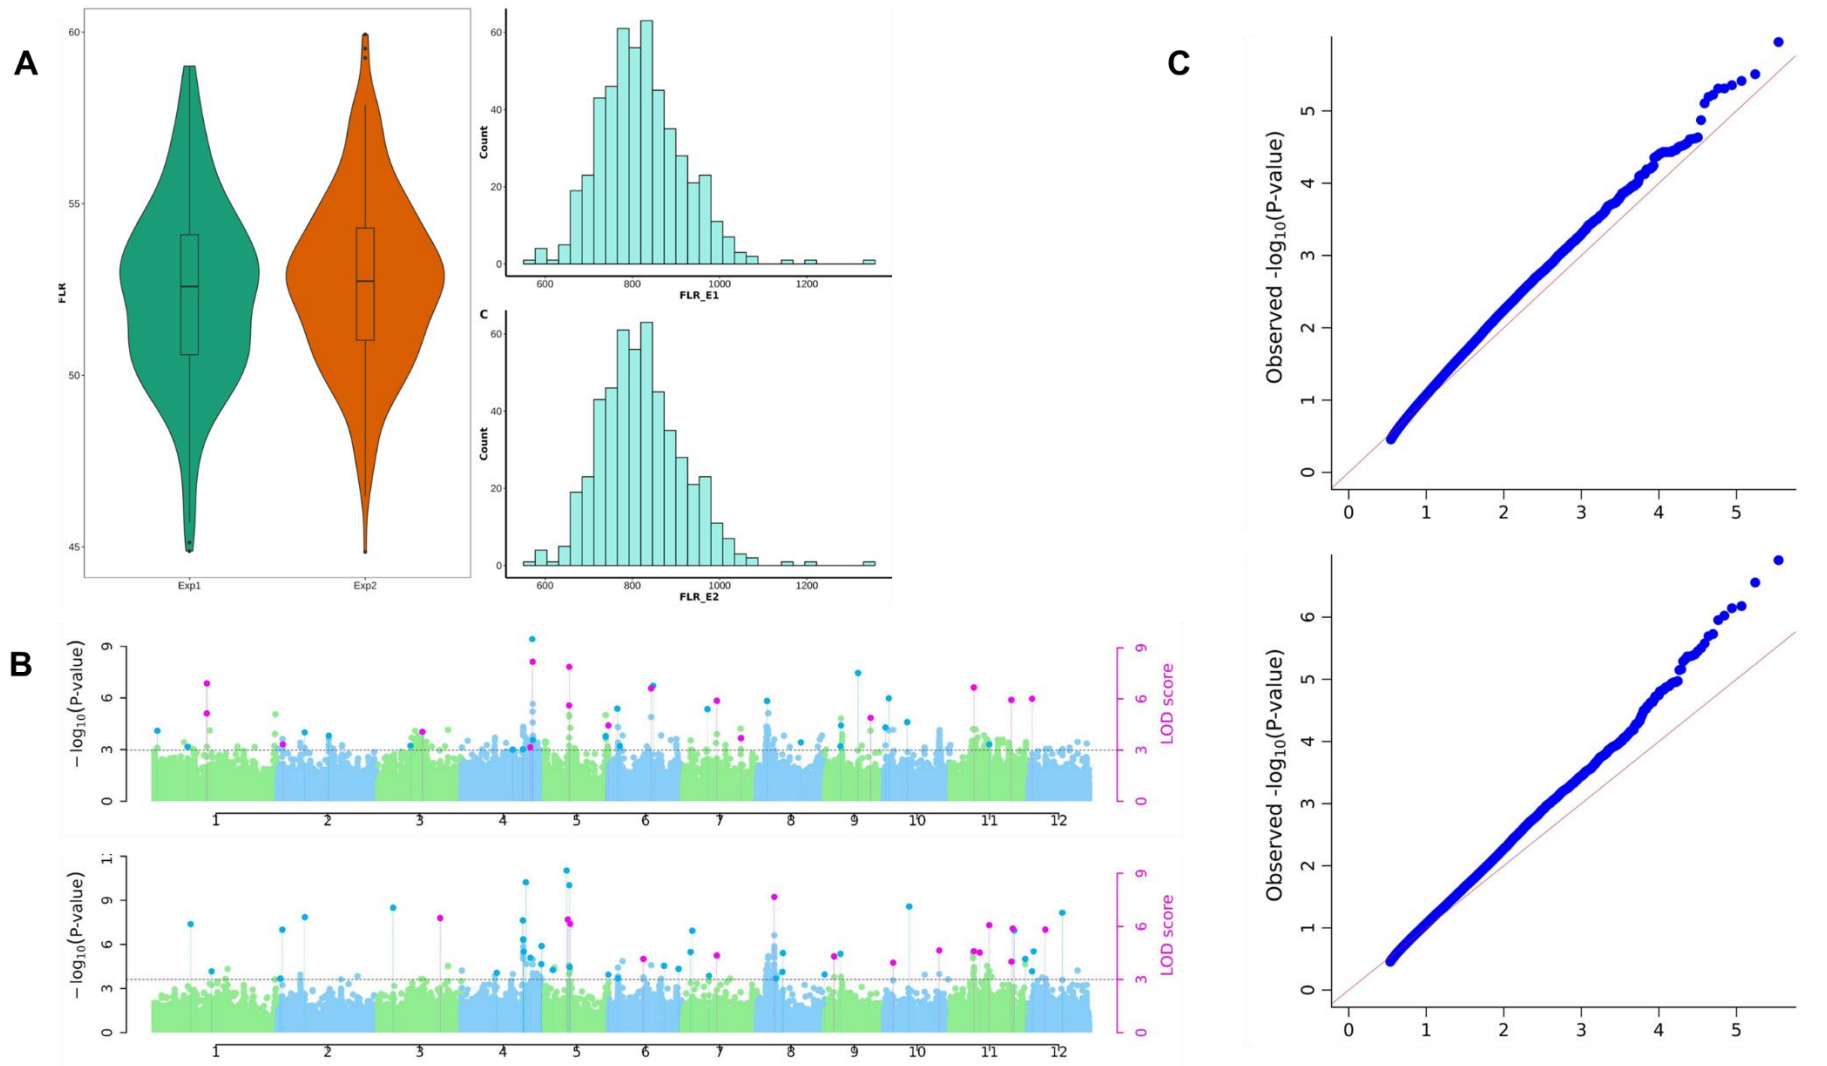 A
60
55
50
45
FLR
Exp1 Exp2
60
40
20
0
Count
600 800 1000 1200
FLR_E1
C
60
40
20
0
Count
600 800 1000 1200
FLR_E2
B
9
6
3
0
− log10(P-value)
9
6
3
0
LOD score
1 2 3 4 5 6 7 8 9 10 11 12
9
6
3
0
− log10(P-value)
9
6
3
0
LOD score
1 2 3 4 5 6 7 8 9 10 11 12
C
5
4
3
2
1
0
Observed -log10(P-value)
0 1 2 3 4 5
6
5
4
3
2
1
0
Observed -log10(P-value)
0 1 2 3 4 5